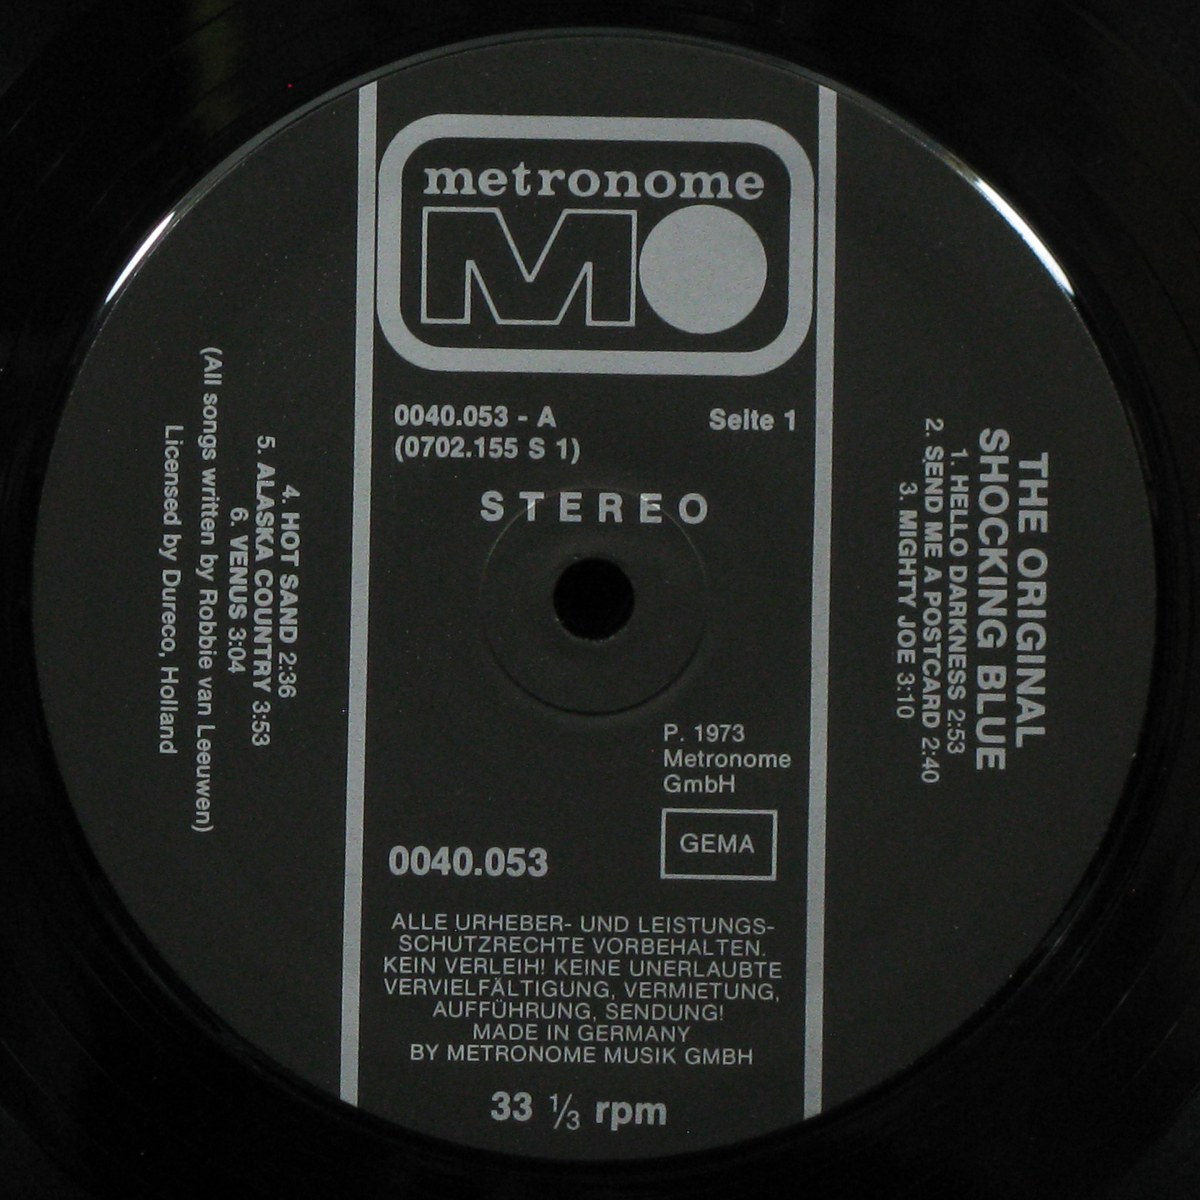 metronome
0040.053 - A
(0702.155 S 1)
Seite 1
STEREO
P. 1973
Metronome
GmbH
GEMA
0040.053
ALLE URHEBER- UND LEISTUNGS-
SCHUTZRECHTE VORBEHALTEN.
KEIN VERLEIH! KEINE UNERLAUBTE
VERVIELFÄLTIGUNG, VERMIETUNG,
AUFFÜHRUNG, SENDUNG!
MADE IN GERMANY
BY METRONOME MUSIK GMBH
33 1/3 rpm
THE ORIGINAL
SHOCKING BLUE
1. HELLO DARKNESS 2:53
2. SEND ME A POSTCARD 2:40
3. MIGHTY JOE 3:10
4. HOT SAND 2:36
5. ALASKA COUNTRY 3:53
6. VENUS 3:04
(All songs written by Robbie van Leeuwen)
Licensed by Dureco, Holland